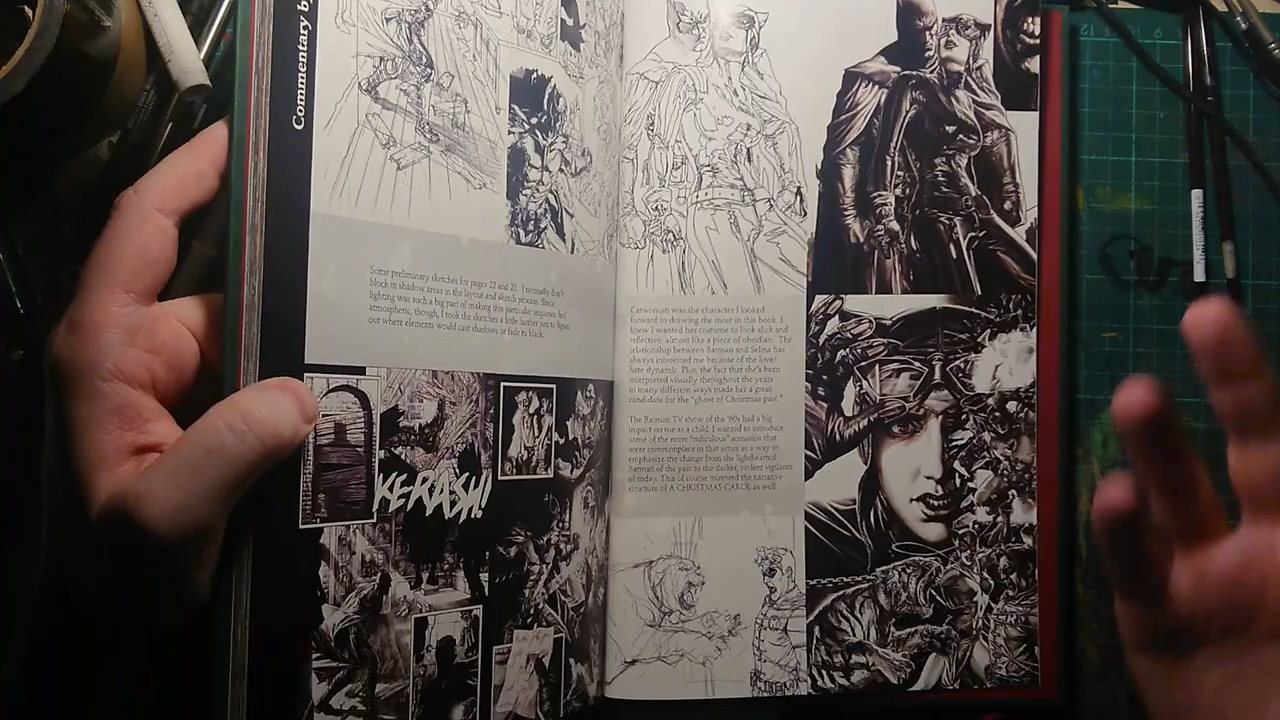 Commentary by
Some preliminary sketches for pages 22 and 23. I normally don't
block in shadow areas in the layout and sketch process. Since
lighting was such a big part of making this particular sequence feel
atmospheric, though, I took the sketches a little further just to figure
out where elements would cast shadows or fade to black.
KERASH!
Catwoman was the character I looked
forward to drawing the most in this book. I
knew I wanted her costume to look slick and
reflective, almost like a piece of obsidian. The
relationship between Batman and Selina has
always interested me because of the love/
hate dynamic. Plus, the fact that she's been
interpreted visually throughout the years
in many different ways made her a great
candidate for the "ghost of Christmas past."
The Batman TV show of the '60s had a big
impact on me as a child. I wanted to introduce
some of the more "ridiculous" scenarios that
were commonplace in that series as a way to
emphasize the change from the lighthearted
Batman of the past to the darker, violent vigilante
of today. This of course mirrored the narrative
structure of A CHRISTMAS CAROL as well.
12
9